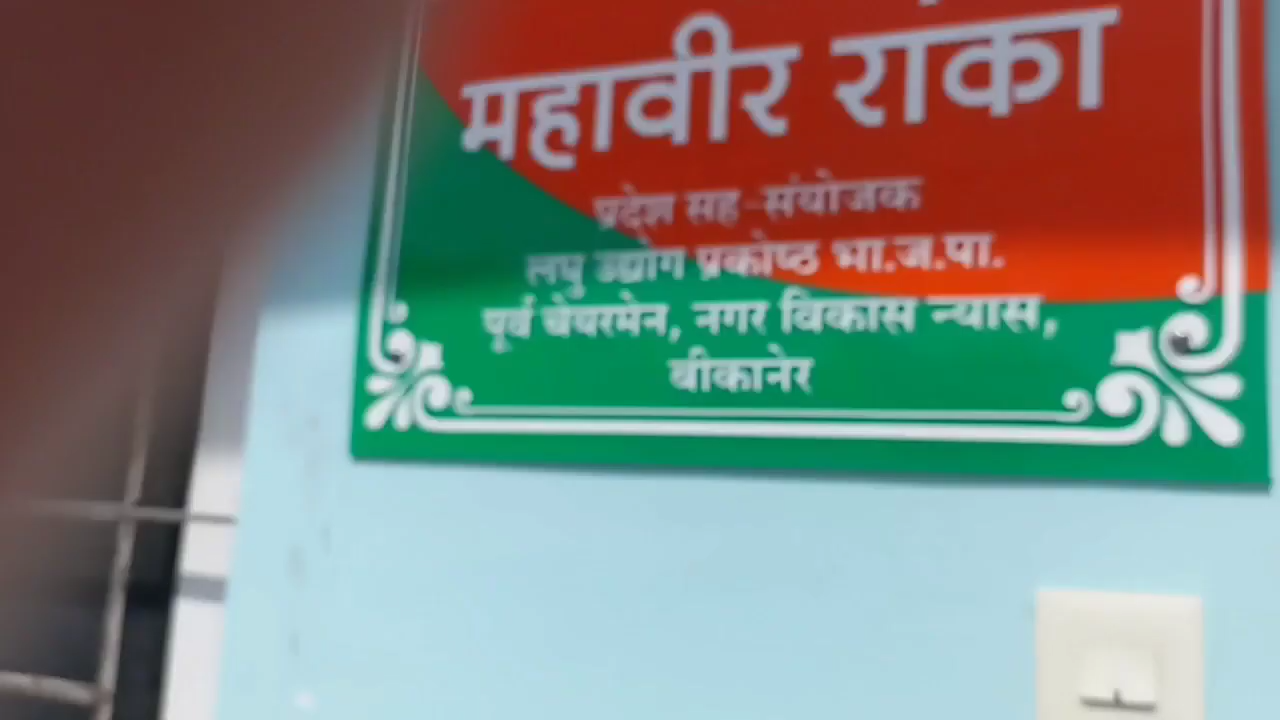 महावीर राका
प्रदेश सह-संयोजक
लघु उद्योग प्रकोष्ठ भा.ज.पा.
पूर्व चेयरमेन, नगर विकास न्यास,
बीकानेर